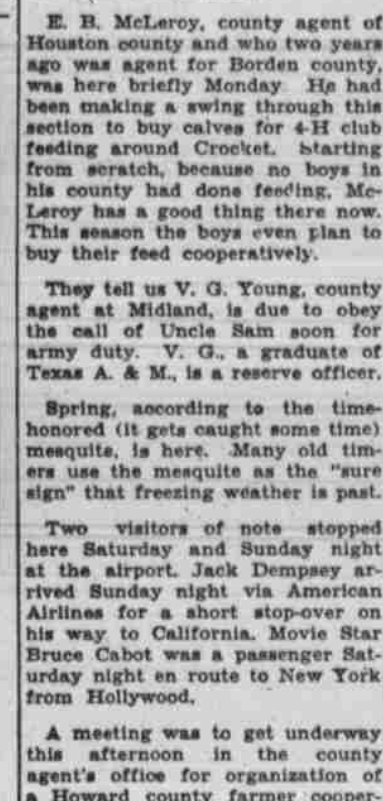 E. B. McLeroy, county agent of
Houston county and who two years
ago was agent for Borden county,
was here briefly Monday. He had
been making a swing through this
section to buy calves for 4-H club
feeding around Crocket. Starting
from scratch, because no boys in
his county had done feeding, Mc-
Leroy has a good thing there now.
This season the boys even plan to
buy their feed cooperatively.
They tell us V. G. Young, county
agent at Midland, is due to obey
the call of Uncle Sam soon for
army duty. V. G., a graduate of
Texas A. & M., is a reserve officer.
Spring, according to the time-
honored (it gets caught some time)
mesquite, is here. Many old tim-
ers use the mesquite as the "sure
sign" that freezing weather is past.
Two visitors of note stopped
here Saturday and Sunday night
at the airport. Jack Dempsey ar-
rived Sunday night via American
Airlines for a short stop-over on
his way to California. Movie Star
Bruce Cabot was a passenger Sat-
urday night en route to New York
from Hollywood.
A meeting was to get underway
this afternoon in the county
agent's office for organization of
a Howard county farmer cooper-